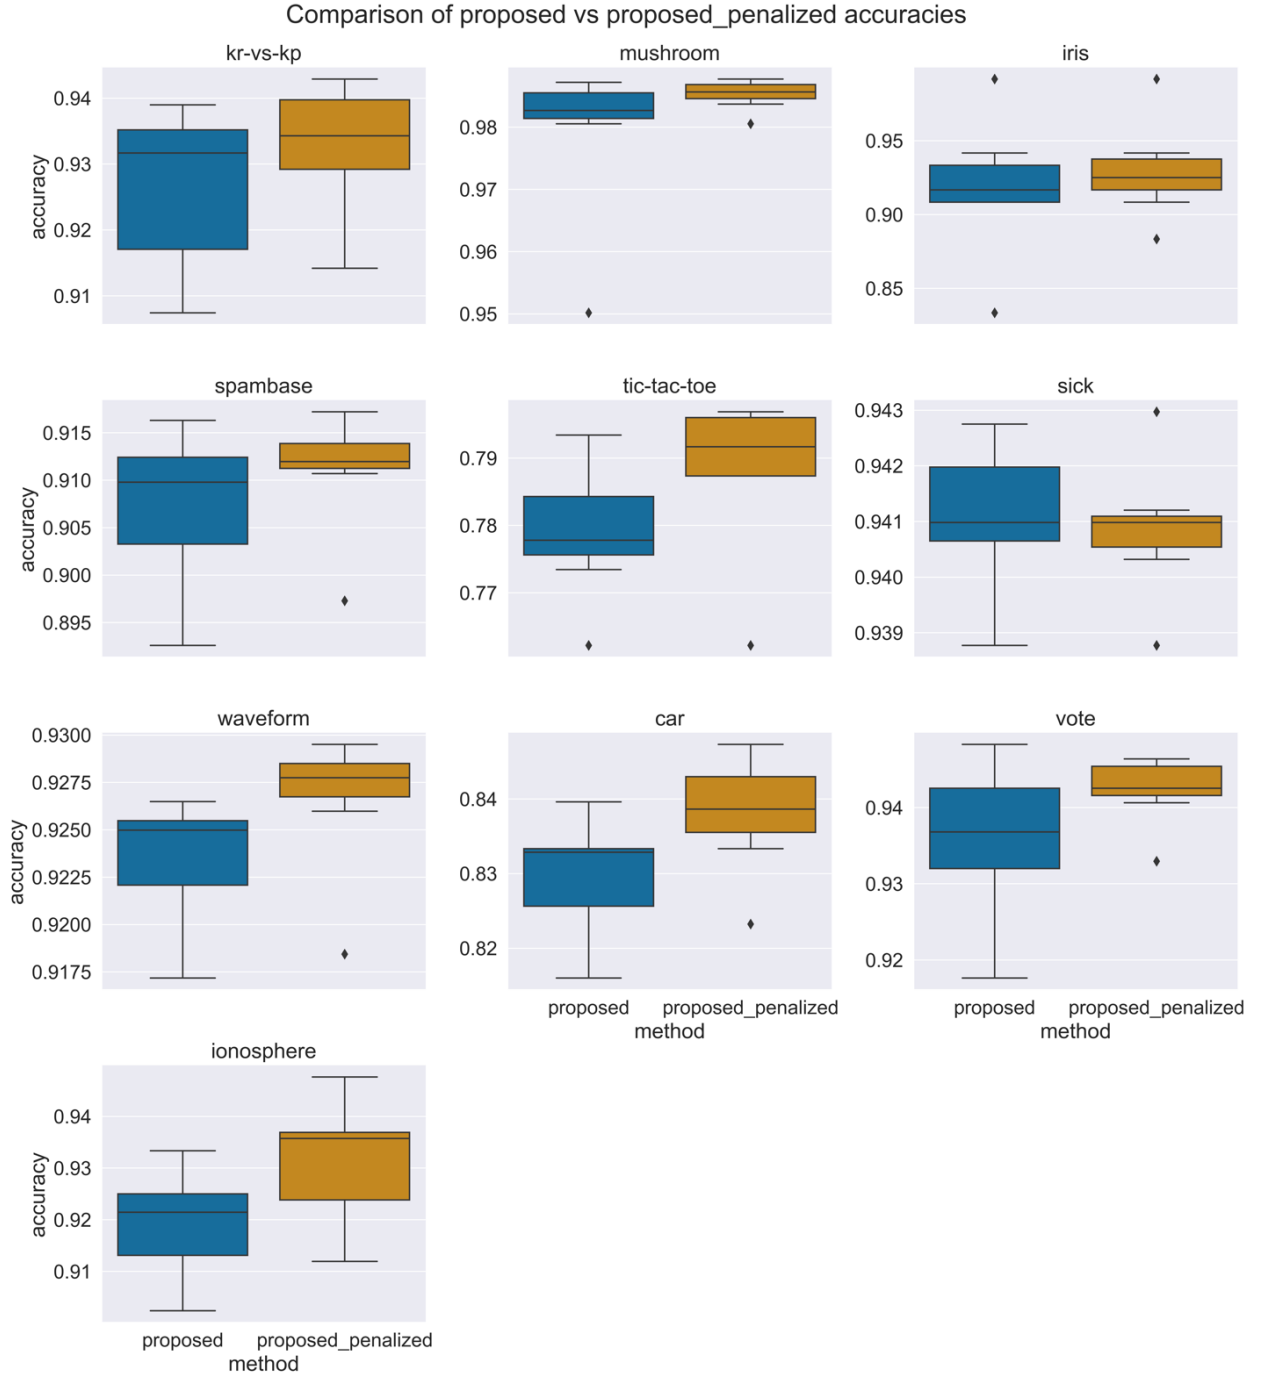 Comparison of proposed vs proposed_penalized accuracies
kr-vs-kp
mushroom
iris
0.94
0.93
0.92
0.91
accuracy
0.98
0.97
0.96
0.95
0.95
0.90
0.85
spambase
tic-tac-toe
sick
0.915
0.910
0.905
0.900
0.895
accuracy
0.79
0.78
0.77
0.943
0.942
0.941
0.940
0.939
waveform
car
vote
0.9300
0.9275
0.9250
0.9225
0.9200
0.9175
accuracy
0.84
0.83
0.82
proposed proposed_penalized
method
0.94
0.93
0.92
proposed proposed_penalized
method
ionosphere
0.94
0.93
0.92
0.91
accuracy
proposed proposed_penalized
method